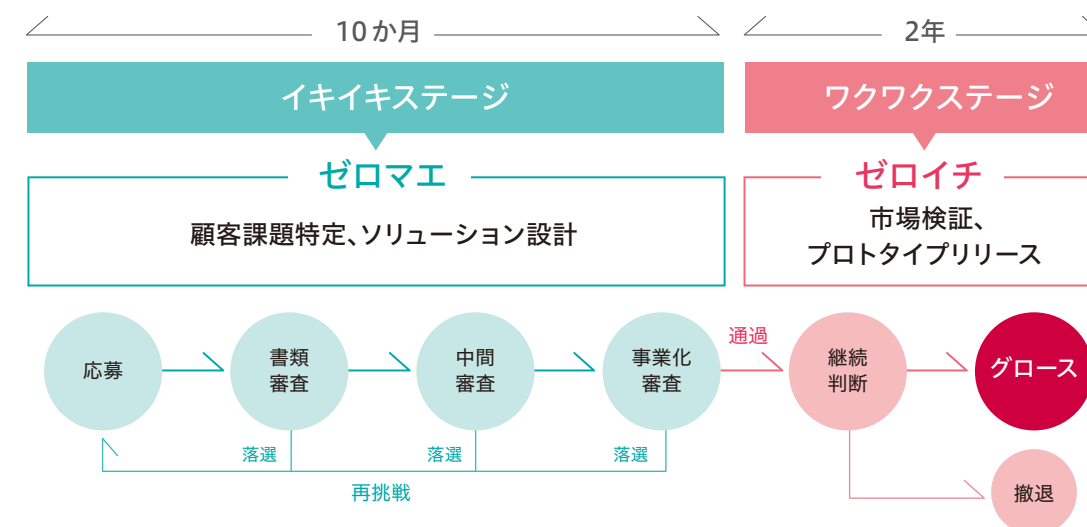 10か月
2年
イキイキステージ
ワクワクステージ
ゼロマエ
ゼロイチ
顧客課題特定、ソリューション設計
市場検証、
プロトタイプリリース
応募
書類
審査
中間
審査
事業化
審査
通過
継続
判断
グロース
落選
落選
落選
再挑戦
撤退